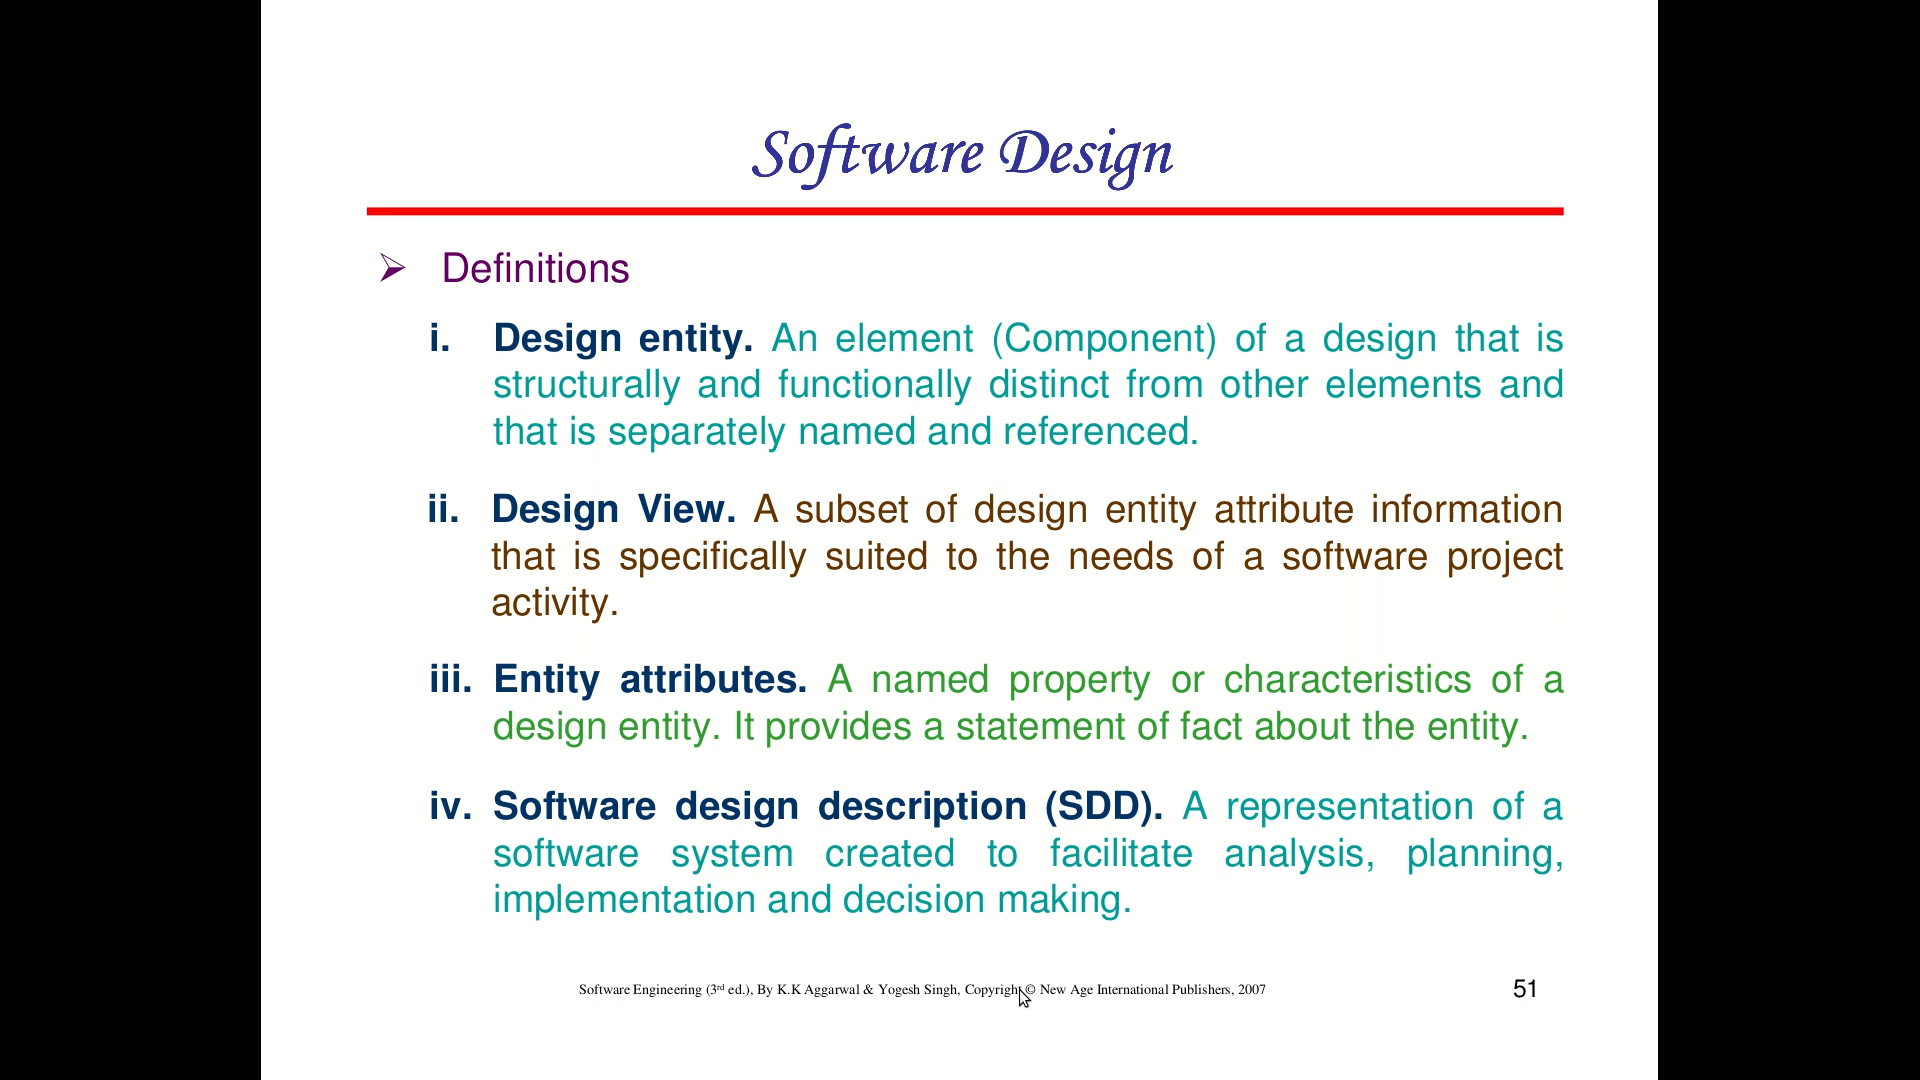 Software Design
Definitions
i. Design entity. An element (Component) of a design that is
structurally and functionally distinct from other elements and
that is separately named and referenced.
ii. Design View. A subset of design entity attribute information
that is specifically suited to the needs of a software project
activity.
iii. Entity attributes. A named property or characteristics of a
design entity. It provides a statement of fact about the entity.
iv. Software design description (SDD). A representation of a
software system created to facilitate analysis, planning,
implementation and decision making.
Software Engineering (3rd ed.), By K.K Aggarwal & Yogesh Singh, Copyright © New Age International Publishers, 2007
51